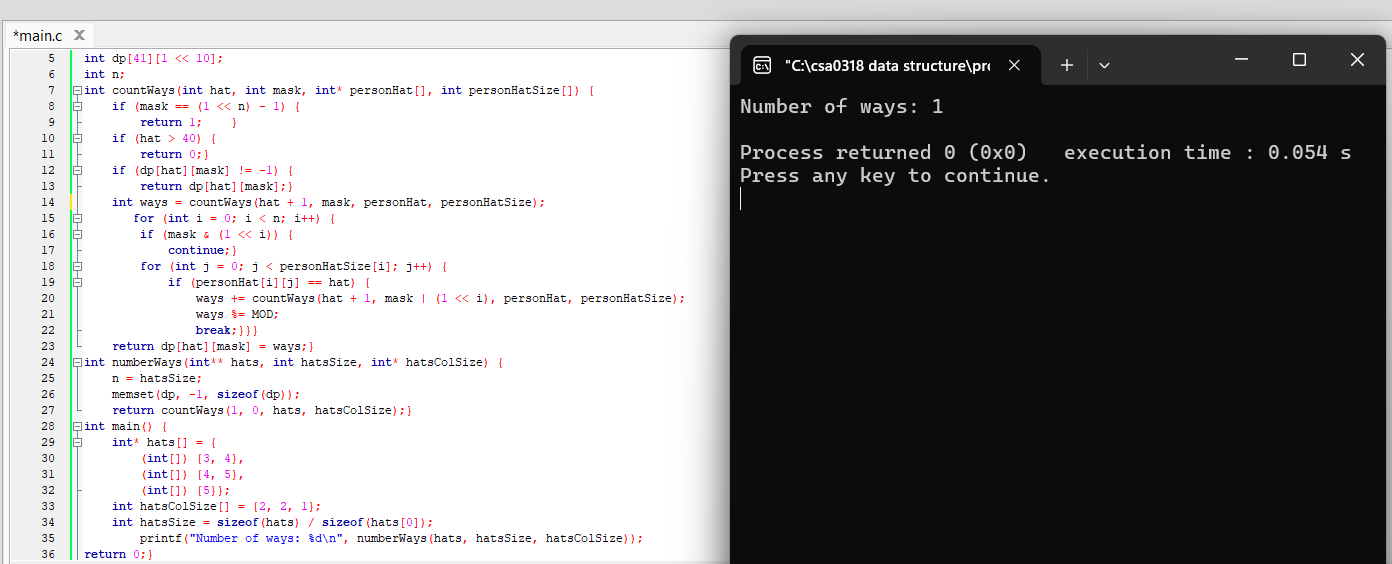 *main.c X
5 int dp[41][1 << 10];
6 int n;
7 int countWays(int hat, int mask, int* personHat[], int personHatSize[]) {
8 if (mask == (1 << n) - 1) {
9 return 1; }
10 if (hat > 40) {
11 return 0;}
12 if (dp[hat][mask] != -1) {
13 return dp[hat][mask];}
14 int ways = countWays(hat + 1, mask, personHat, personHatSize);
15 for (int i = 0; i < n; i++) {
16 if (mask & (1 << i)) {
17 continue;}
18 for (int j = 0; j < personHatSize[i]; j++) {
19 if (personHat[i][j] == hat) {
20 ways += countWays(hat + 1, mask | (1 << i), personHat, personHatSize);
21 ways %= MOD;
22 break;}}}
23 return dp[hat][mask] = ways;}
24 int numberWays(int** hats, int hatsSize, int* hatsColSize) {
25 n = hatsSize;
26 memset(dp, -1, sizeof(dp));
27 return countWays(1, 0, hats, hatsColSize);}
28 int main() {
29 int* hats[] = {
30 (int[]) {3, 4},
31 (int[]) {4, 5},
32 (int[]) {5}};
33 int hatsColSize[] = {2, 2, 1};
34 int hatsSize = sizeof(hats) / sizeof(hats[0]);
35 printf("Number of ways: %d\n", numberWays(hats, hatsSize, hatsColSize));
36 return 0;}
"C:\csa0318 data structure\pro
Number of ways: 1
Process returned 0 (0x0) execution time : 0.054 s
Press any key to continue.